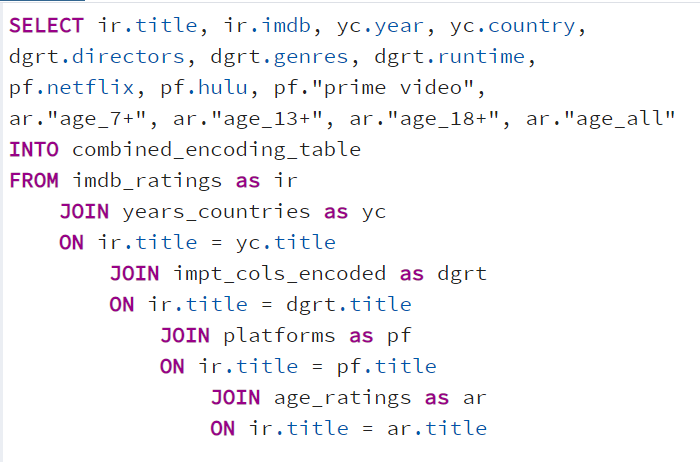 SELECT ir.title, ir.imdb, yc.year, yc.country,
dgrt.directors, dgrt.genres, dgrt.runtime,
pf.netflix, pf.hulu, pf."prime video",
ar."age_7+", ar."age_13+", ar."age_18+", ar."age_all"
INTO combined_encoding_table
FROM imdb_ratings as ir
    JOIN years_countries as yc
    ON ir.title = yc.title
        JOIN impt_cols_encoded as dgrt
        ON ir.title = dgrt.title
            JOIN platforms as pf
            ON ir.title = pf.title
                JOIN age_ratings as ar
                ON ir.title = ar.title